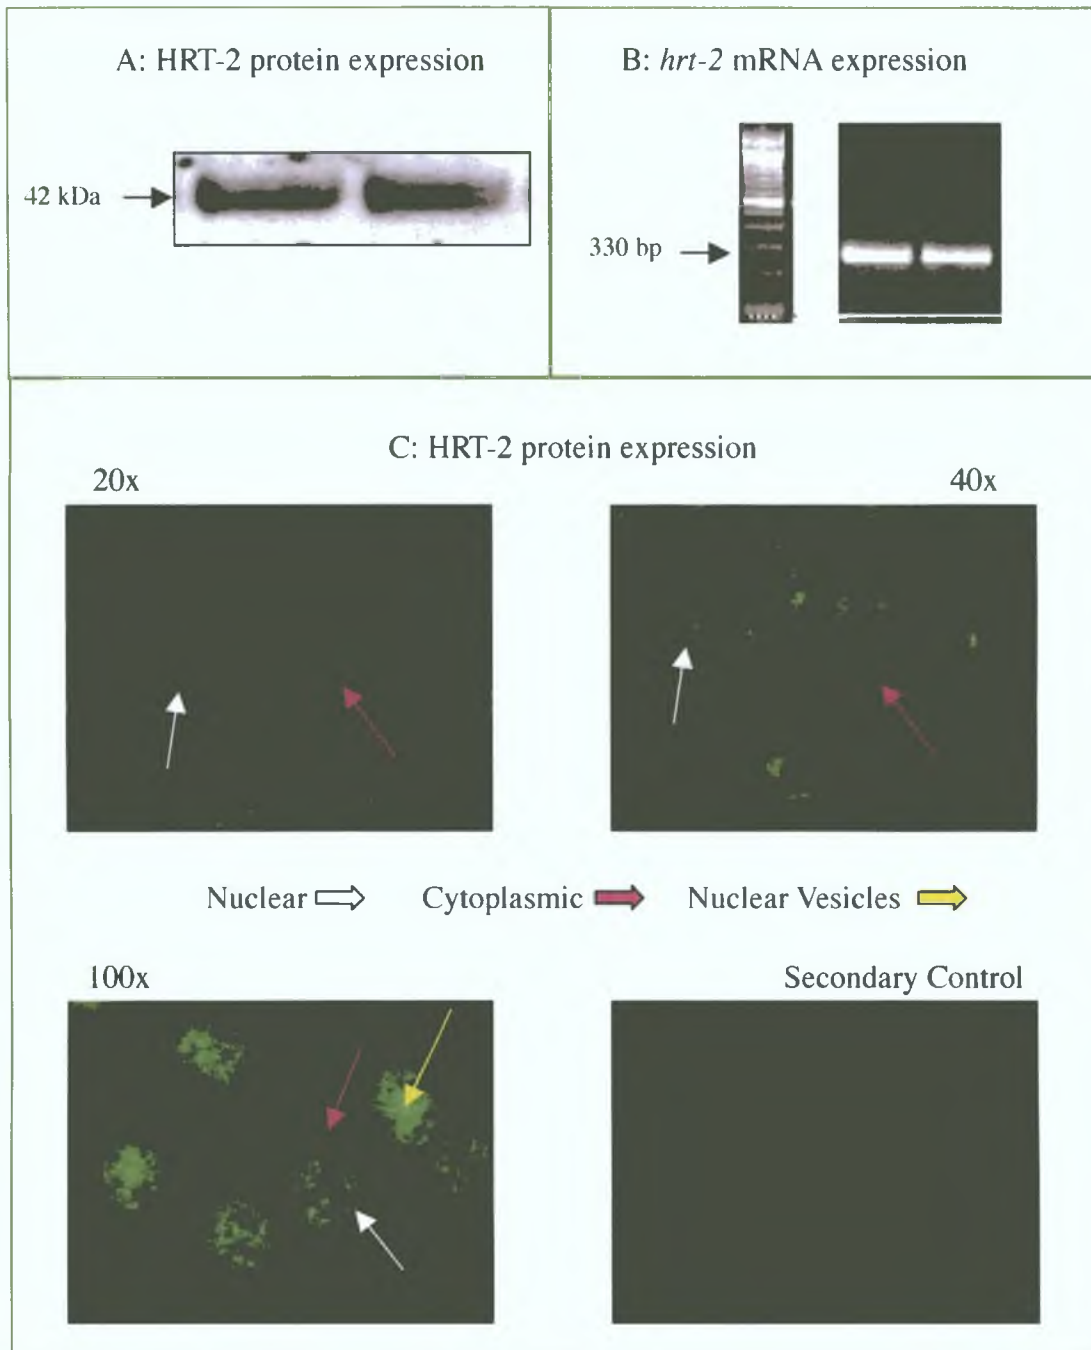 A: HRT-2 protein expression
42 kDa
B: hrt-2 mRNA expression
330 bp
C: HRT-2 protein expression
20x
40x
Nuclear
Cytoplasmic
Nuclear Vesicles
100x
Secondary Control